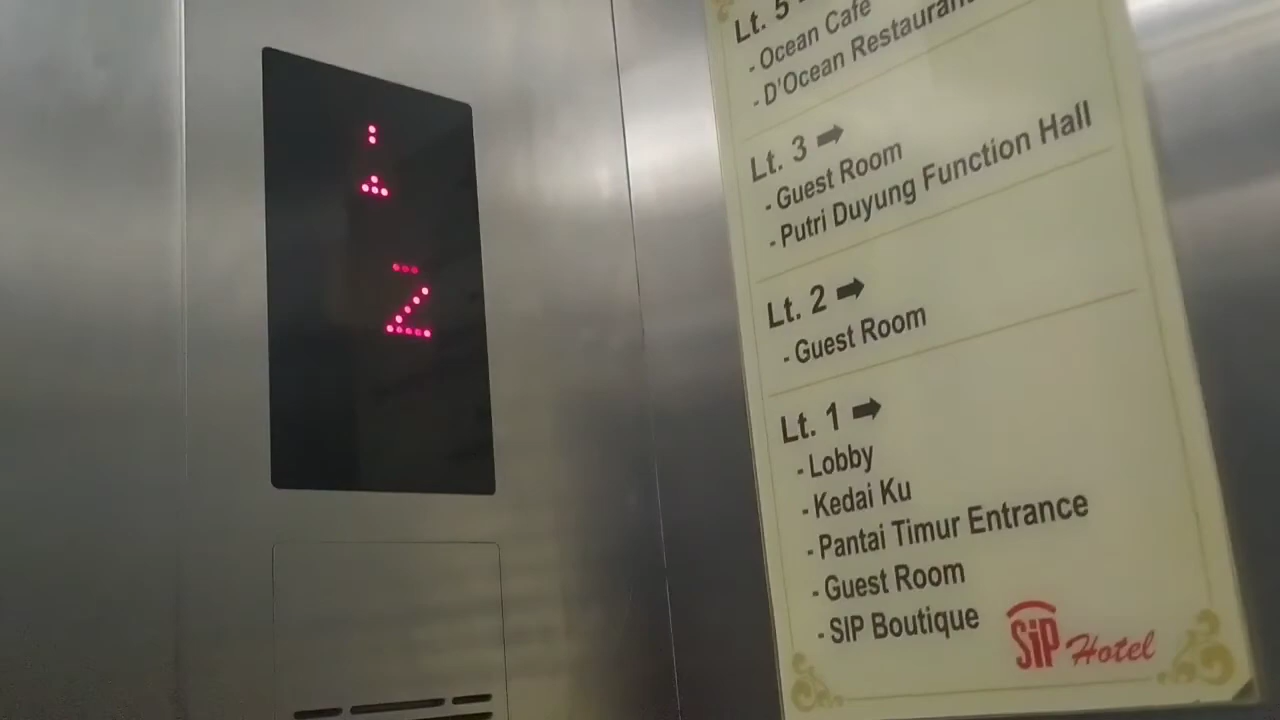 2
Lt. 5
- Ocean Cafe
- D'Ocean Restaurant
Lt. 3 ➡
- Guest Room
- Putri Duyung Function Hall
Lt. 2 ➡
- Guest Room
Lt. 1 ➡
- Lobby
- Kedai Ku
- Pantai Timur Entrance
- Guest Room
- SIP Boutique
SiP Hotel